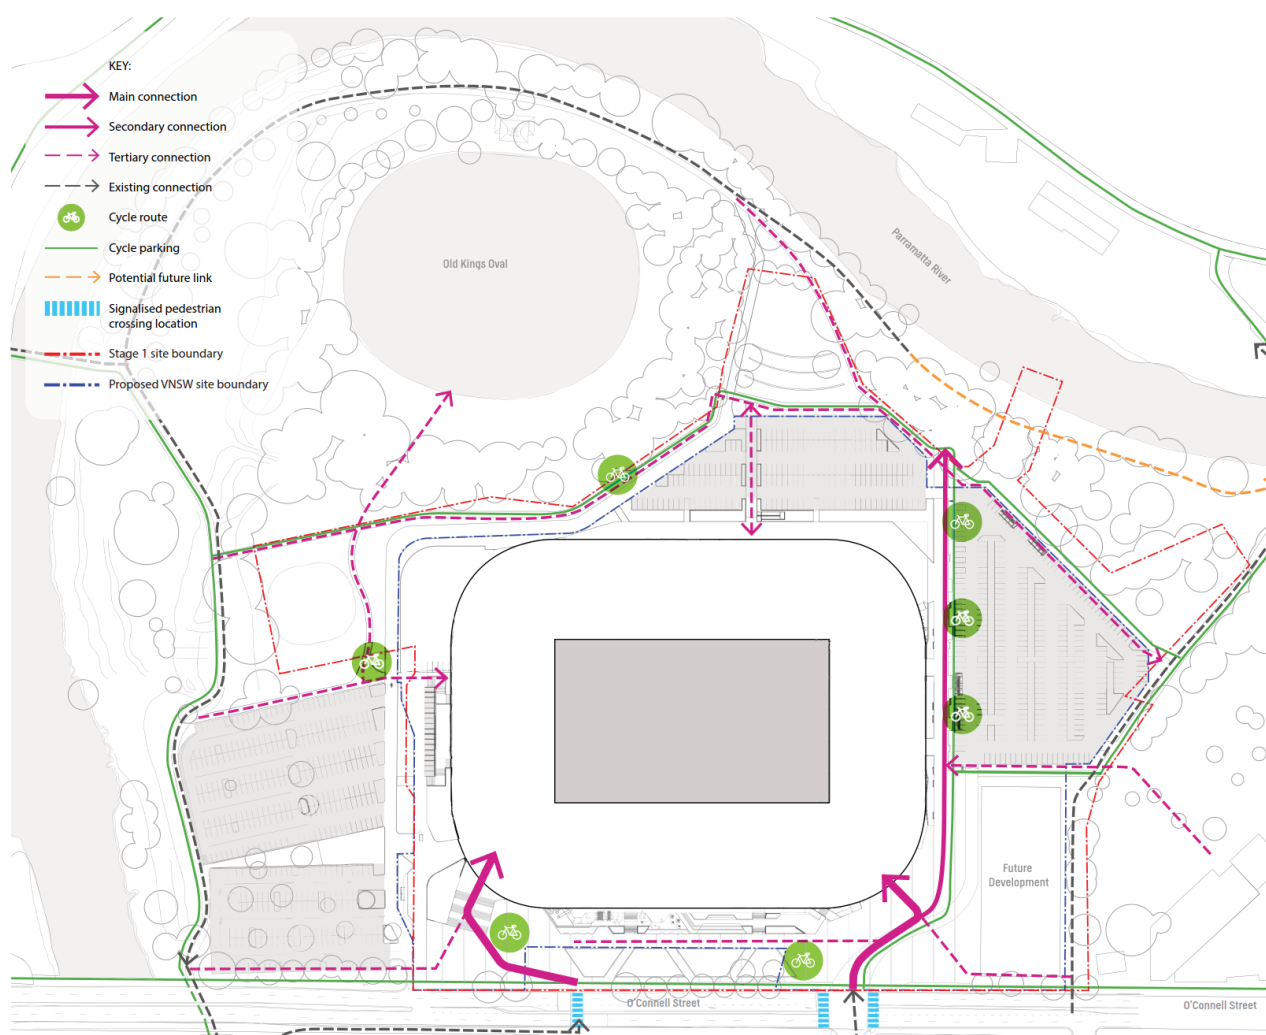 KEY:
Main connection
Secondary connection
Tertiary connection
Existing connection
Cycle route
Cycle parking
Potential future link
Signalised pedestrian
crossing location
Stage 1 site boundary
Proposed VNSW site boundary
Old Kings Oval
Parramatta River
Future
Development
O'Connell Street
O'Connell Street